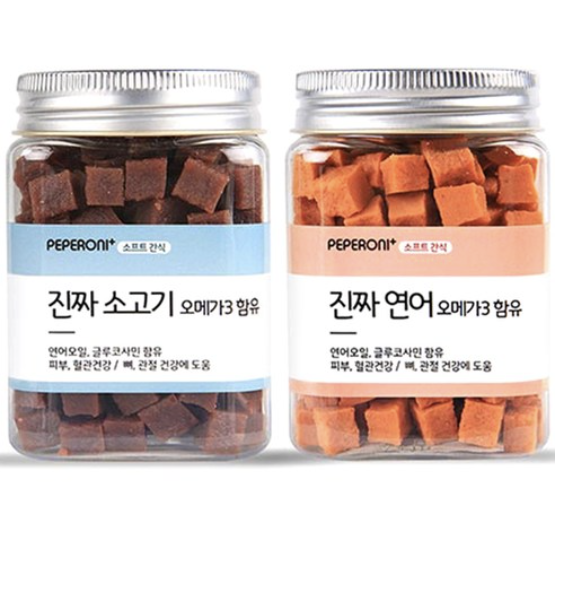 PEPERONI+ 소프트 간식
진짜 소고기 오메가3 함유
연어오일, 글루코사민 함유
피부, 혈관건강 / 뼈, 관절 건강에 도움
PEPERONI+ 소프트 간식
진짜 연어 오메가3 함유
연어오일, 글루코사민 함유
피부, 혈관건강 / 뼈, 관절 건강에 도움